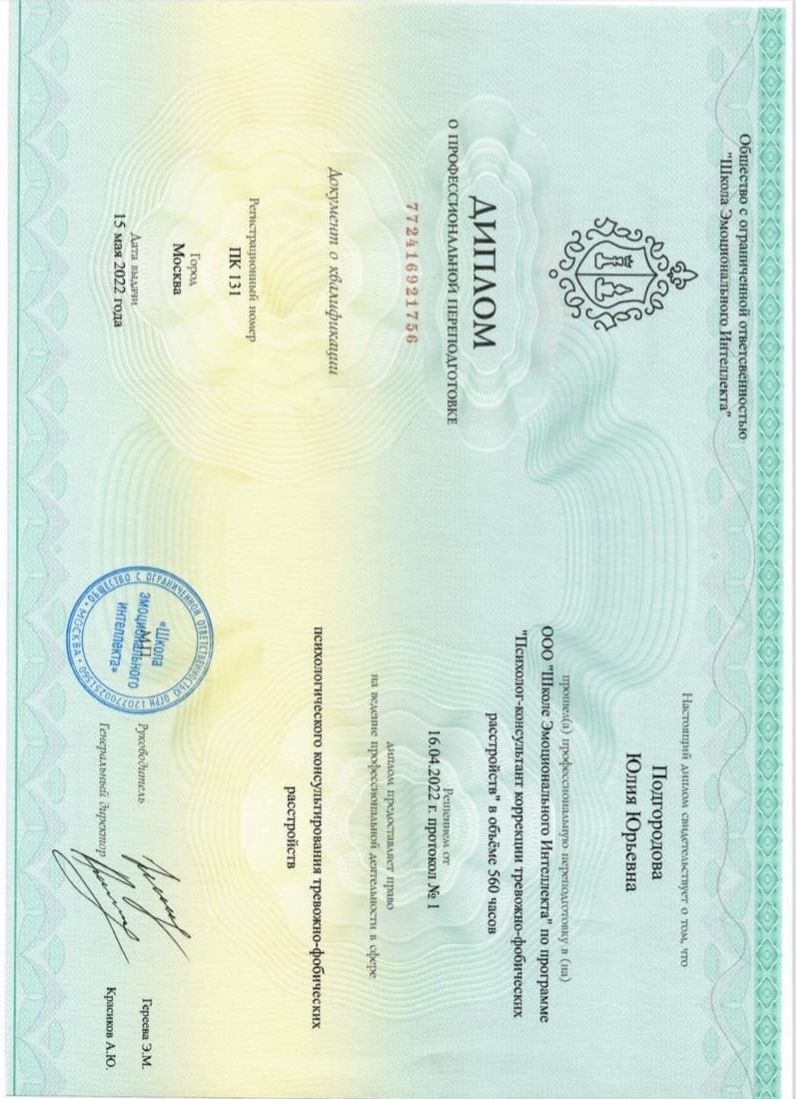 Общество с ограниченной ответсвенностью
"Школа Эмоционального Интеллекта"
ДИПЛОМ
О ПРОФЕССИОНАЛЬНОЙ ПЕРЕПОДГОТОВКЕ
772416921756
Документ о квалификации
Регистрационный номер
ПК 131
Город
Москва
Дата выдачи
15 мая 2022 года
Настоящий диплом свидетельствует о том, что
Подгородова
Юлия Юрьевна
прошел(а) профессиональную переподготовку в (на)
ООО "Школе Эмоционального Интеллекта" по программе
"Психолог-консультант коррекции тревожно-фобических
расстройств" в объёме 560 часов
Решением от
16.04.2022 г. протокол № 1
диплом предоставляет право
на ведение профессиональной деятельности в сфере
психологического консультирования тревожно-фобических
расстройств
Руководитель
Гереева Э.М.
Генеральный директор
Красиков А.Ю.
М.П.
ОБЩЕСТВО С ОГРАНИЧЕННОЙ ОТВЕТСТВЕННОСТЬЮ
МОСКВА
«Школа
эмоционального
интеллекта»